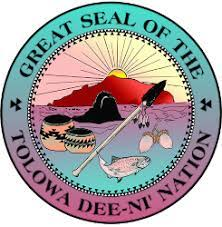 GREAT SEAL OF THE
TOLOWA DEE-NI' NATION